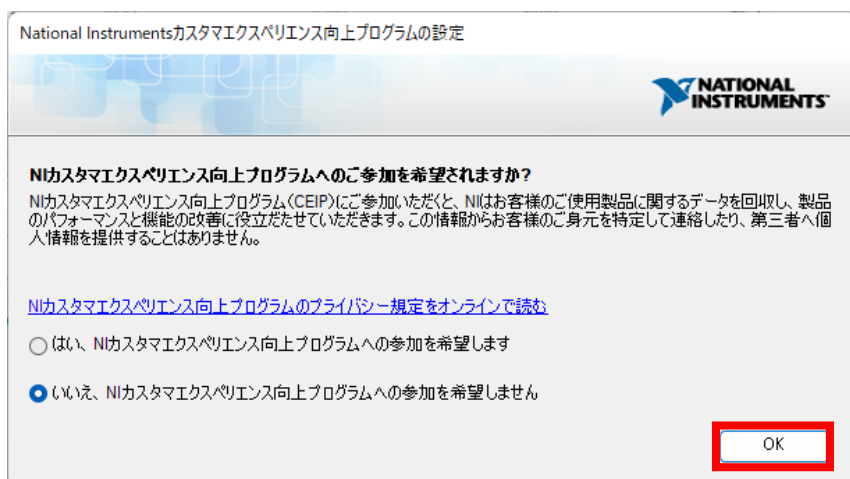 National Instrumentsカスタマエクスペリエンス向上プログラムの設定
NATIONAL
INSTRUMENTS™
NIカスタマエクスペリエンス向上プログラムへのご参加を希望されますか?
NIカスタマエクスペリエンス向上プログラム(CEIP)にご参加いただくと、NIはお客様のご使用製品に関するデータを回収し、製品
のパフォーマンスと機能の改善に役立だたせていただきます。この情報からお客様のご身元を特定して連絡したり、第三者へ個
人情報を提供することはありません。
NIカスタマエクスペリエンス向上プログラムのプライバシー規定をオンラインで読む
はい、NIカスタマエクスペリエンス向上プログラムへの参加を希望します
いいえ、NIカスタマエクスペリエンス向上プログラムへの参加を希望しません
OK